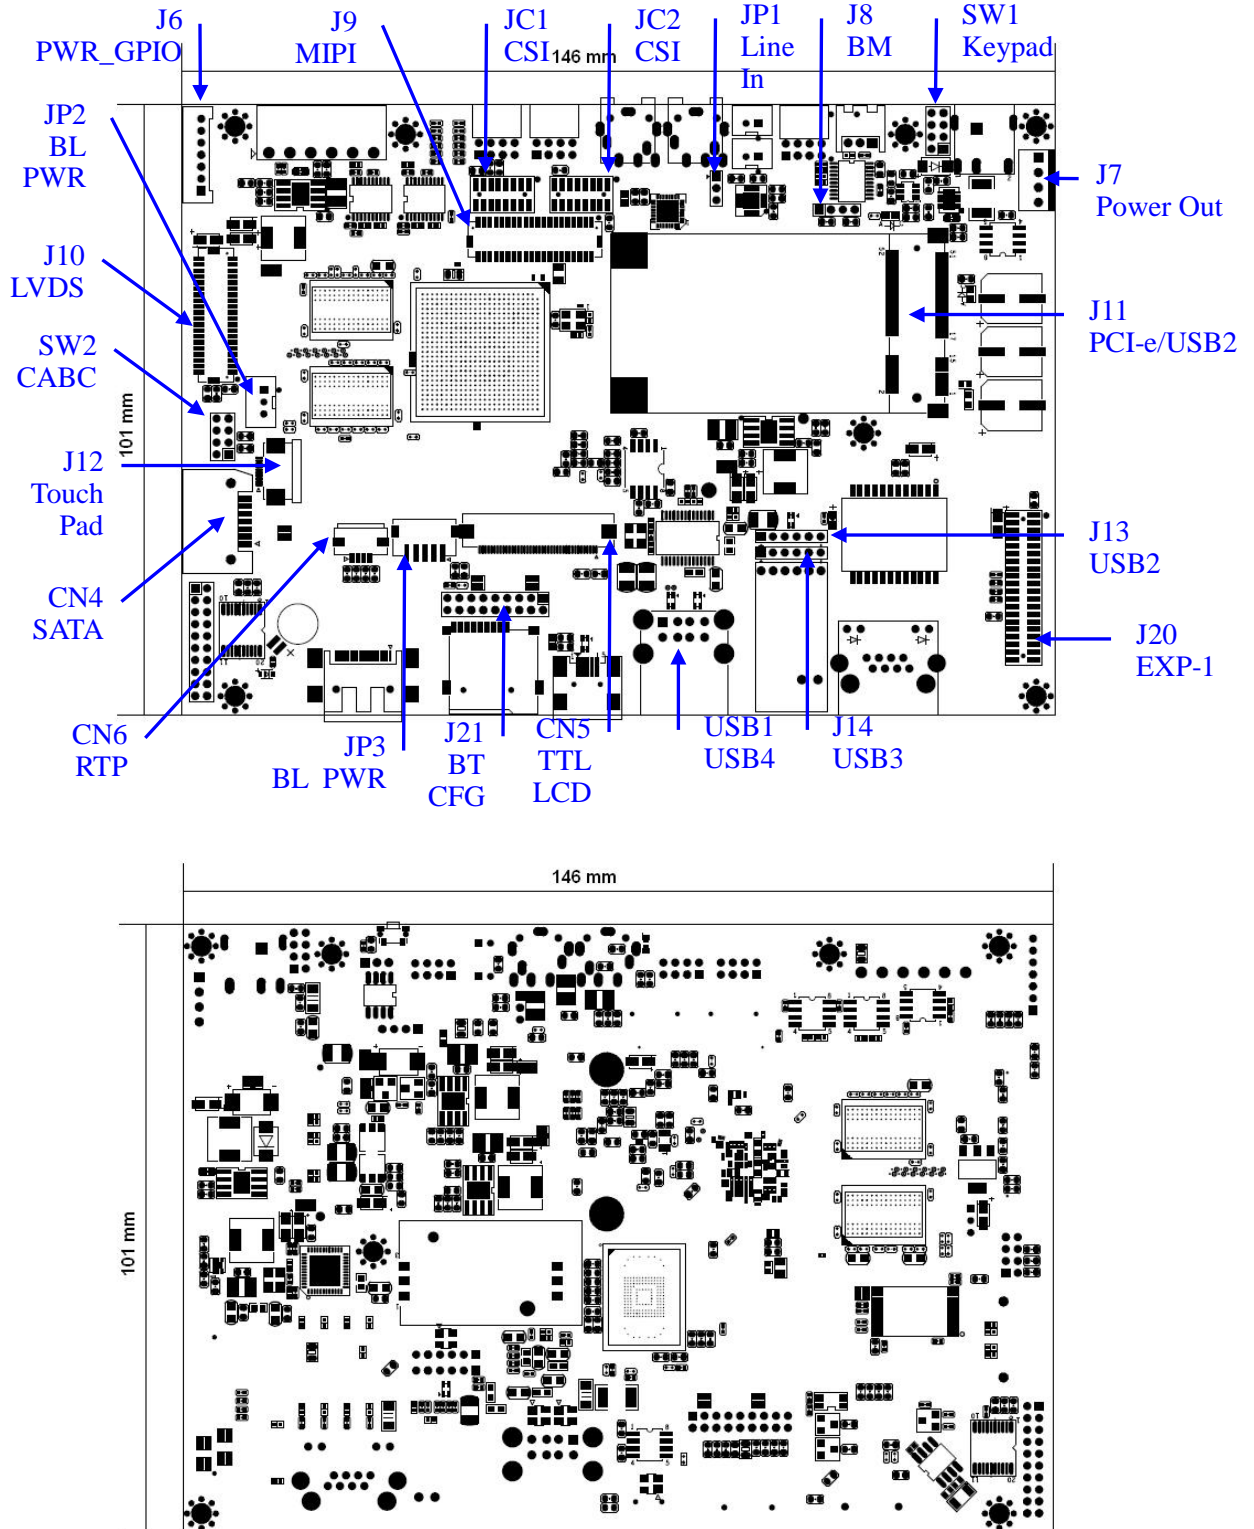 J6
PWR_GPIO
J9
MIPI
JC1
CSI
JC2
CSI
JP1
Line
In
J8
BM
SW1
Keypad
146 mm
JP2
BL
PWR
J7
Power Out
J10
LVDS
J11
PCI-e/USB2
SW2
CABC
101 mm
J12
Touch
Pad
J13
USB2
CN4
SATA
J20
EXP-1
CN6
RTP
JP3
BL PWR
J21
BT
CFG
CN5
TTL
LCD
USB1
USB4
J14
USB3
146 mm
101 mm